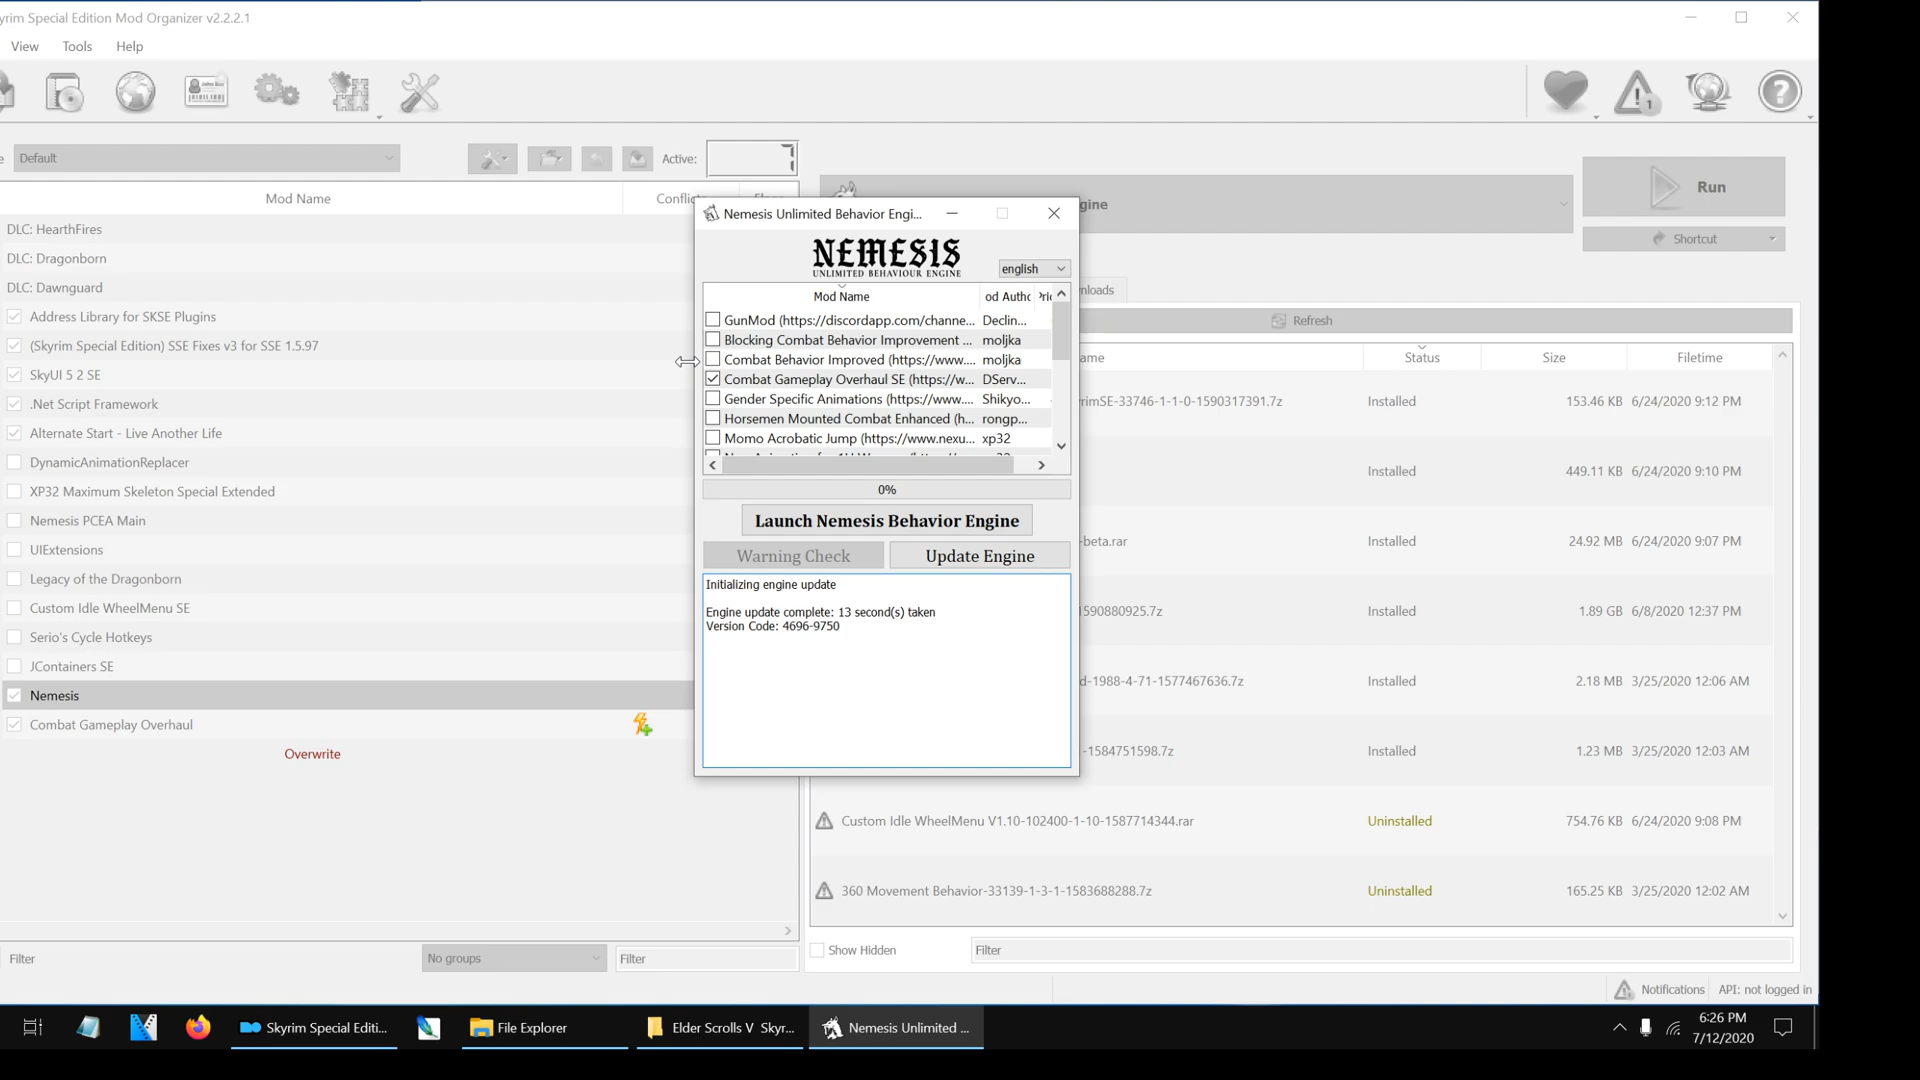 yrim Special Edition Mod Organizer v2.2.2.1
View Tools Help
1
e Default Active:
Mod Name Conflict
DLC: HearthFires
DLC: Dragonborn
DLC: Dawnguard
Address Library for SKSE Plugins
(Skyrim Special Edition) SSE Fixes v3 for SSE 1.5.97
SkyUI 5 2 SE
.Net Script Framework
Alternate Start - Live Another Life
DynamicAnimationReplacer
XP32 Maximum Skeleton Special Extended
Nemesis PCEA Main
UIExtensions
Legacy of the Dragonborn
Custom Idle WheelMenu SE
Serio's Cycle Hotkeys
JContainers SE
Nemesis
Combat Gameplay Overhaul
Overwrite
Filter No groups Filter
Nemesis Unlimited Behavior Engi...
NEMESIS
UNLIMITED BEHAVIOUR ENGINE
english
Mod Name od Autho
GunMod (https://discordapp.com/channe... Declin...
Blocking Combat Behavior Improvement ... moljka
Combat Behavior Improved (https://www.... moljka
Combat Gameplay Overhaul SE (https://w... DServ...
Gender Specific Animations (https://www.... Shikyo...
Horsemen Mounted Combat Enhanced (h... rongp...
Momo Acrobatic Jump (https://www.nexu... xp32
0%
Launch Nemesis Behavior Engine
Warning Check Update Engine
Initializing engine update
Engine update complete: 13 second(s) taken
Version Code: 4696-9750
gine
Run
Shortcut
nloads
Refresh
ame Status Size Filetime
rimSE-33746-1-1-0-1590317391.7z Installed 153.46 KB 6/24/2020 9:12 PM
Installed 449.11 KB 6/24/2020 9:10 PM
-beta.rar Installed 24.92 MB 6/24/2020 9:07 PM
1590880925.7z Installed 1.89 GB 6/8/2020 12:37 PM
d-1988-4-71-1577467636.7z Installed 2.18 MB 3/25/2020 12:06 AM
-1584751598.7z Installed 1.23 MB 3/25/2020 12:03 AM
Custom Idle WheelMenu V1.10-102400-1-10-1587714344.rar Uninstalled 754.76 KB 6/24/2020 9:08 PM
360 Movement Behavior-33139-1-3-1-1583688288.7z Uninstalled 165.25 KB 3/25/2020 12:02 AM
Show Hidden Filter
Notifications API: not logged in
Skyrim Special Editi... File Explorer Elder Scrolls V Skyr... Nemesis Unlimited ...
6:26 PM
7/12/2020